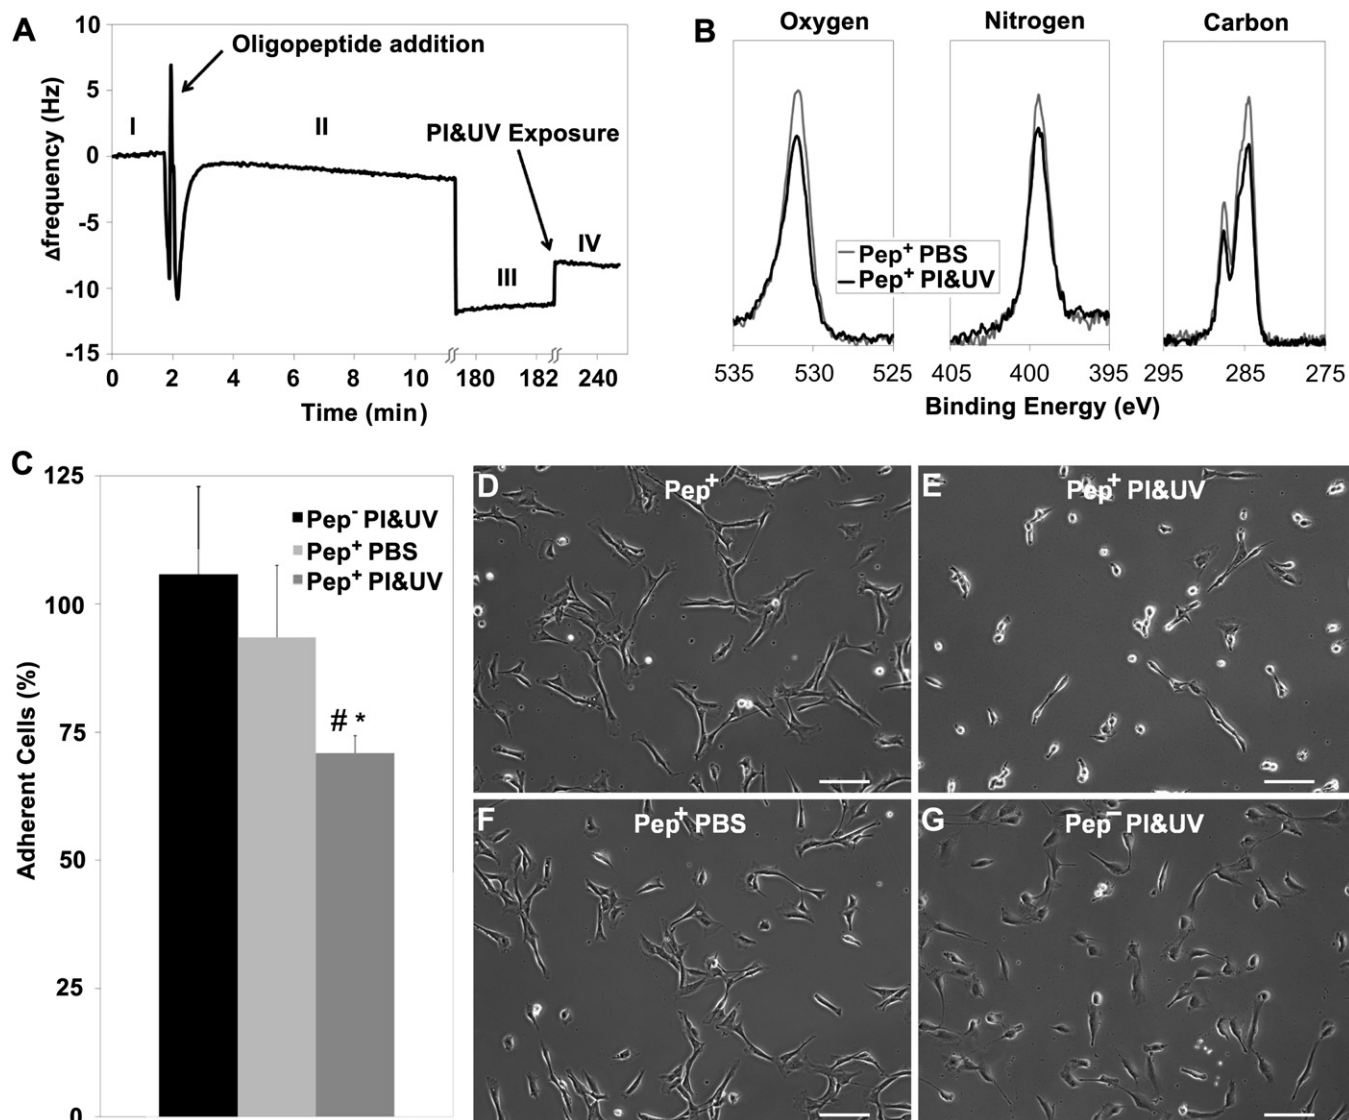 A
Oligopeptide addition
I
II
PI&UV Exposure
III
IV
Δfrequency (Hz)
10
5
0
-5
-10
-15
0 2 4 6 8 10 180 182 240
Time (min)
B
Oxygen Nitrogen Carbon
Pep⁺ PBS
Pep⁺ PI&UV
535 530 525 405 400 395 295 285 275
Binding Energy (eV)
C
Adherent Cells (%)
125
100
75
50
25
0
Pep⁻ PI&UV
Pep⁺ PBS
Pep⁺ PI&UV
# *
D
Pep⁺
E
Pep⁺ PI&UV
F
Pep⁺ PBS
G
Pep⁻ PI&UV